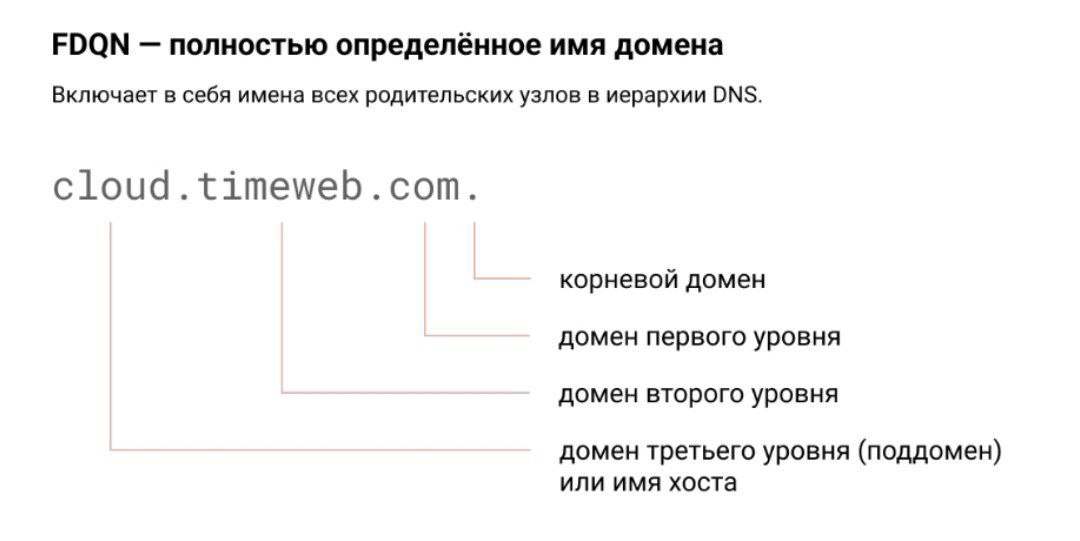 FDQN — полностью определённое имя домена
Включает в себя имена всех родительских узлов в иерархии DNS.
cloud.timeweb.com.
корневой домен
домен первого уровня
домен второго уровня
домен третьего уровня (поддомен)
или имя хоста